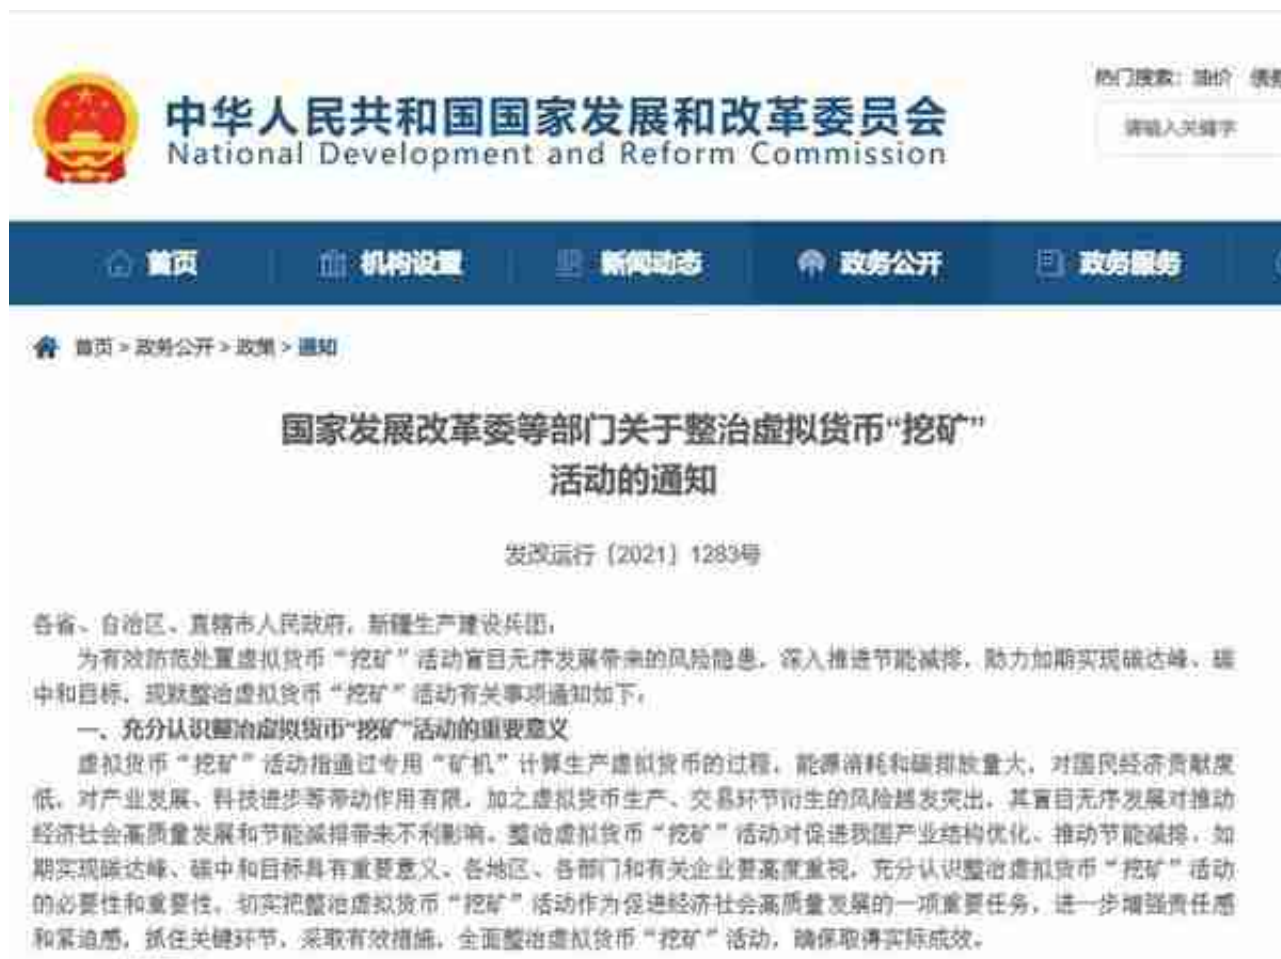 热门搜索：油价
请输入关键字
中华人民共和国国家发展和改革委员会
National Development and Reform Commission
首页 机构设置 新闻动态 政务公开 政务服务
首页 > 政务公开 > 政策 > 通知
国家发展改革委等部门关于整治虚拟货币“挖矿”
活动的通知
发改运行〔2021〕1283号
各省、自治区、直辖市人民政府，新疆生产建设兵团：
为有效防范处置虚拟货币“挖矿”活动盲目无序发展带来的风险隐患，深入推进节能减排，助力如期实现碳达峰、碳
中和目标，现就整治虚拟货币“挖矿”活动有关事项通知如下：
一、充分认识整治虚拟货币“挖矿”活动的重要意义
虚拟货币“挖矿”活动指通过专用“矿机”计算生产虚拟货币的过程，能源消耗和碳排放量大，对国民经济贡献度
低，对产业发展、科技进步等带动作用有限，加之虚拟货币生产、交易环节衍生的风险越发突出，其盲目无序发展对推动
经济社会高质量发展和节能减排带来不利影响。整治虚拟货币“挖矿”活动对促进我国产业结构优化、推动节能减排、如
期实现碳达峰、碳中和目标具有重要意义。各地区、各部门和有关企业要高度重视，充分认识整治虚拟货币“挖矿”活动
的必要性和重要性，切实把整治虚拟货币“挖矿”活动作为促进经济社会高质量发展的一项重要任务，进一步增强责任感
和紧迫感，抓住关键环节，采取有效措施，全面整治虚拟货币“挖矿”活动，确保取得实际成效。